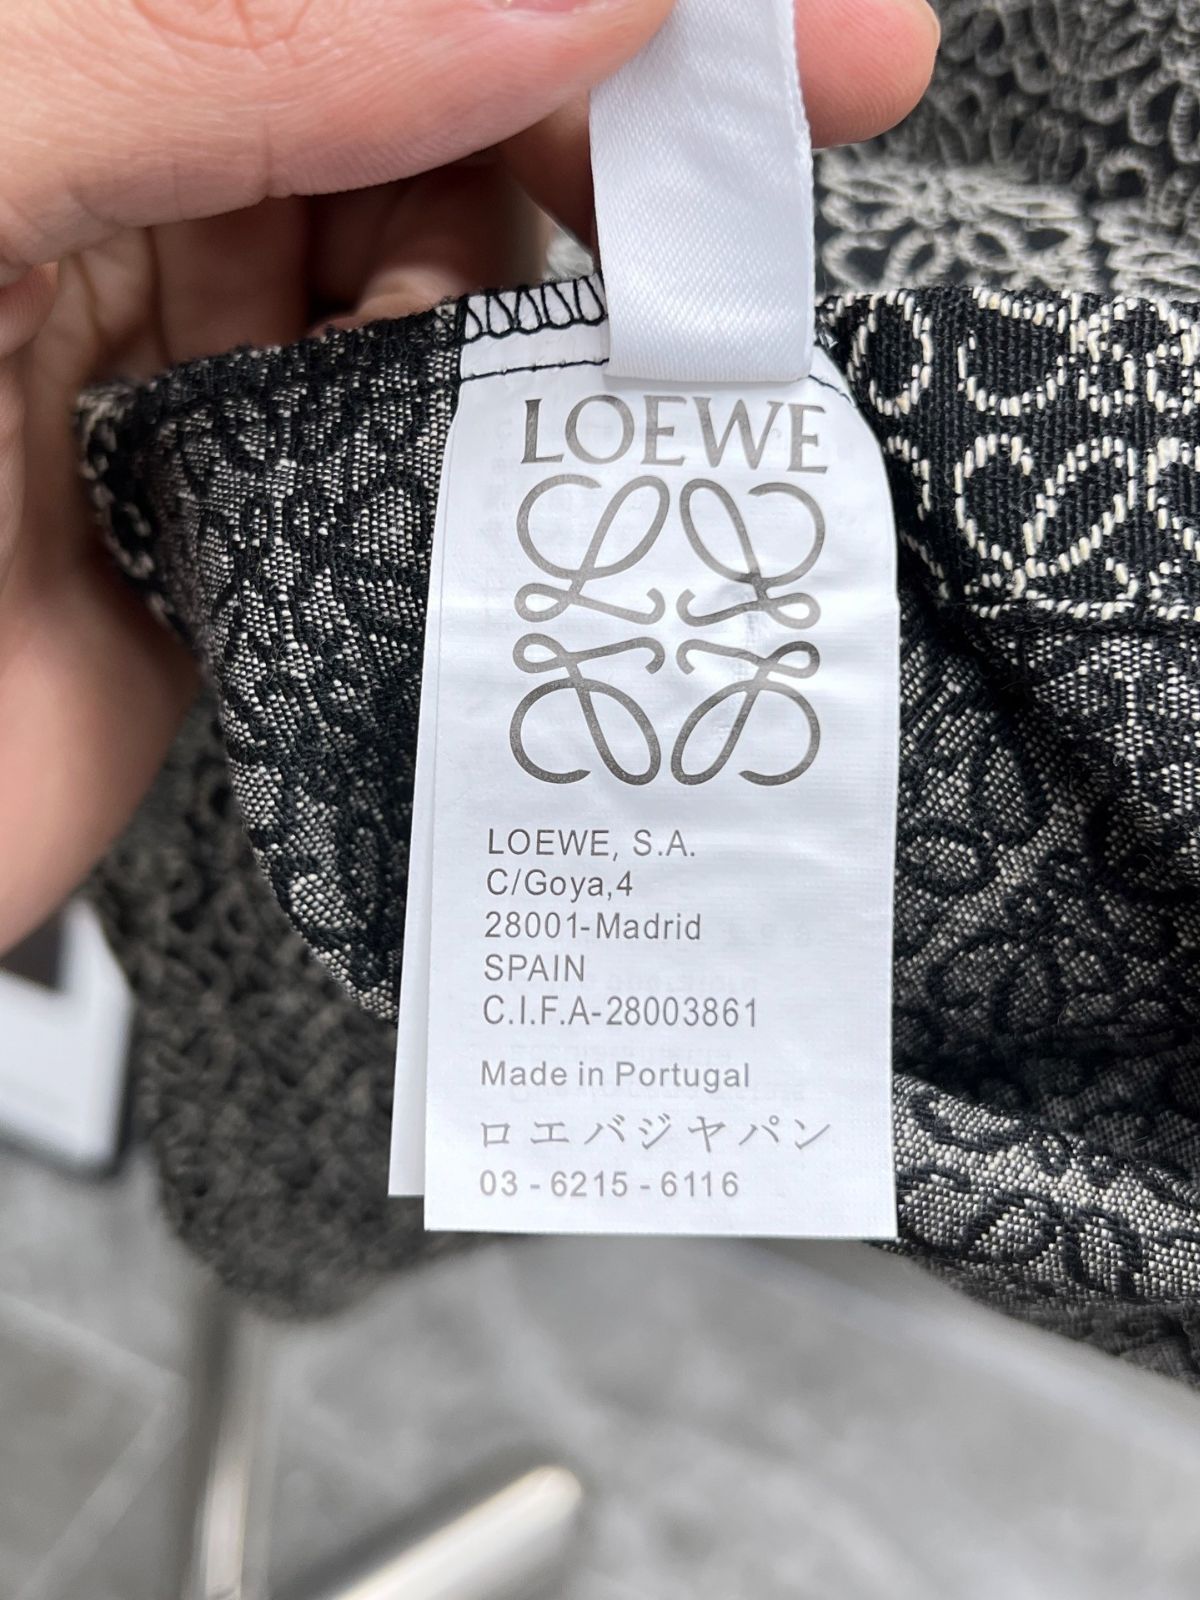 LOEWE
LOEWE, S.A.
C/Goya,4
28001-Madrid
SPAIN
C.I.F.A-28003861
Made in Portugal
ロエバジャパン
03 - 6215 - 6116